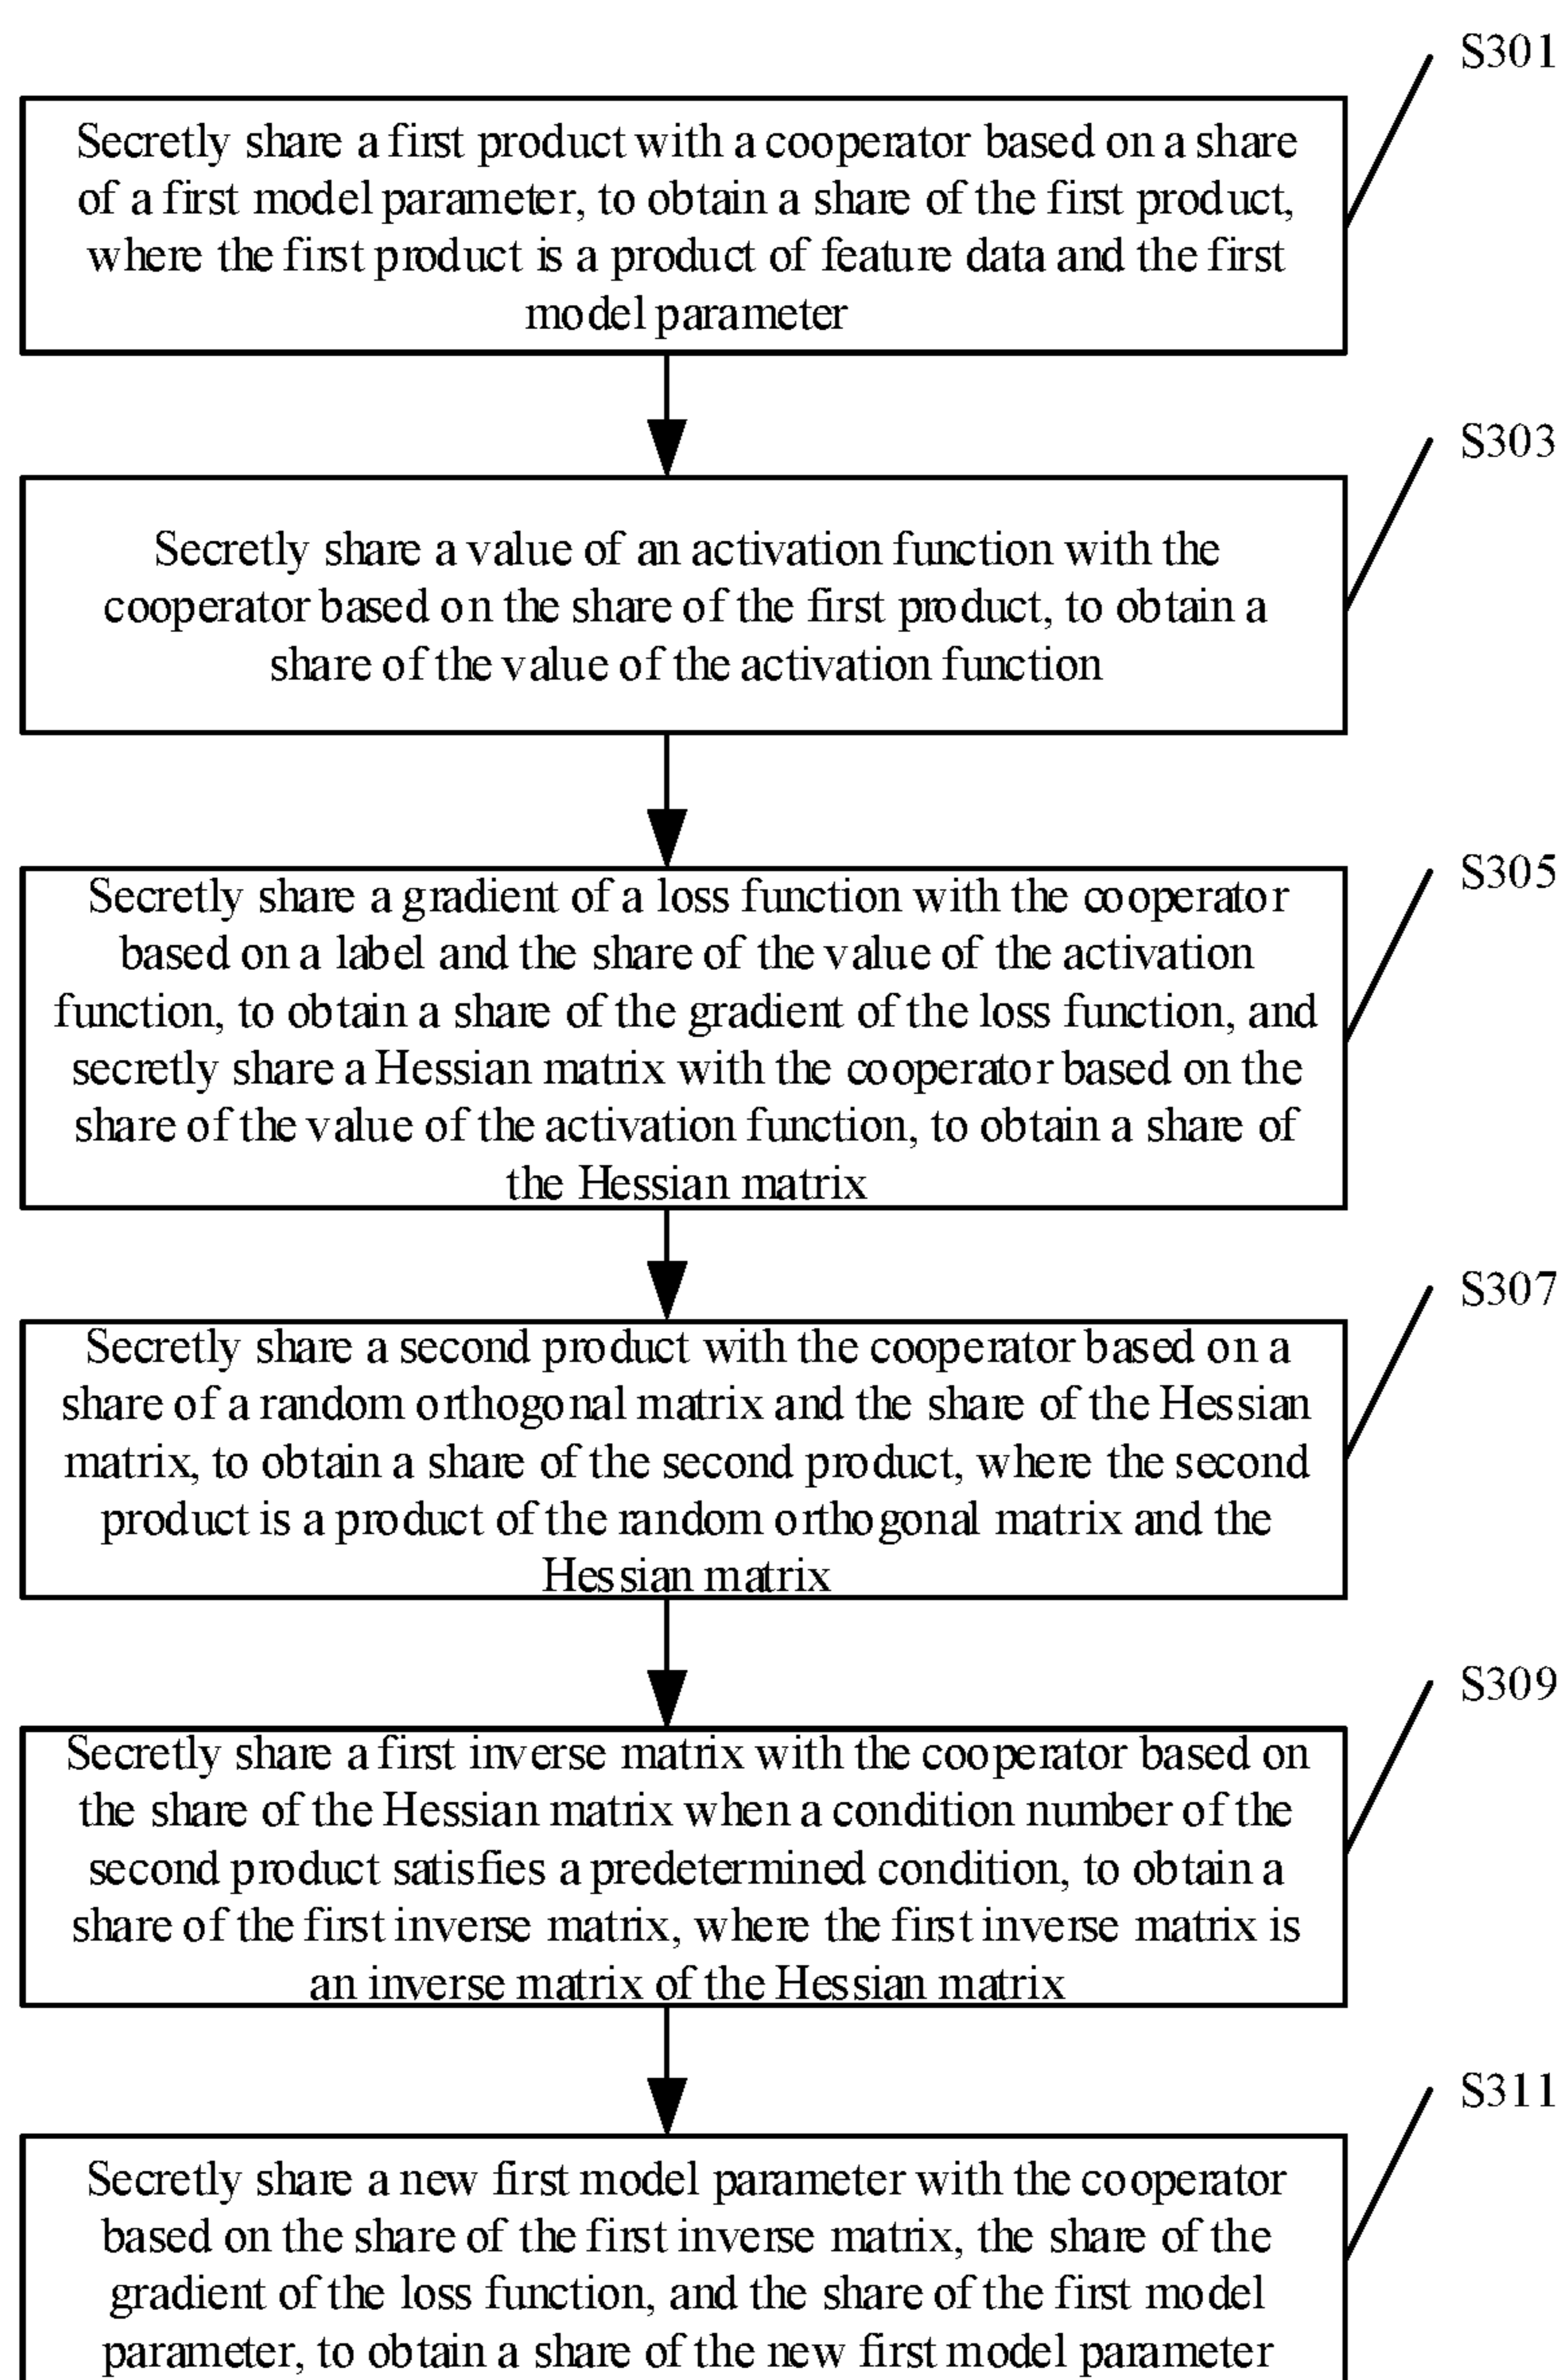 S301
Secretly share a first product with a cooperator based on a share
of a first model parameter, to obtain a share of the first product,
where the first product is a product of feature data and the first
model parameter
S303
Secretly share a value of an activation function with the
cooperator based on the share of the first product, to obtain a
share of the value of the activation function
S305
Secretly share a gradient of a loss function with the cooperator
based on a label and the share of the value of the activation
function, to obtain a share of the gradient of the loss function, and
secretly share a Hessian matrix with the cooperator based on the
share of the value of the activation function, to obtain a share of
the Hessian matrix
S307
Secretly share a second product with the cooperator based on a
share of a random orthogonal matrix and the share of the Hessian
matrix, to obtain a share of the second product, where the second
product is a product of the random orthogonal matrix and the
Hessian matrix
S309
Secretly share a first inverse matrix with the cooperator based on
the share of the Hessian matrix when a condition number of the
second product satisfies a predetermined condition, to obtain a
share of the first inverse matrix, where the first inverse matrix is
an inverse matrix of the Hessian matrix
S311
Secretly share a new first model parameter with the cooperator
based on the share of the first inverse matrix, the share of the
gradient of the loss function, and the share of the first model
parameter, to obtain a share of the new first model parameter